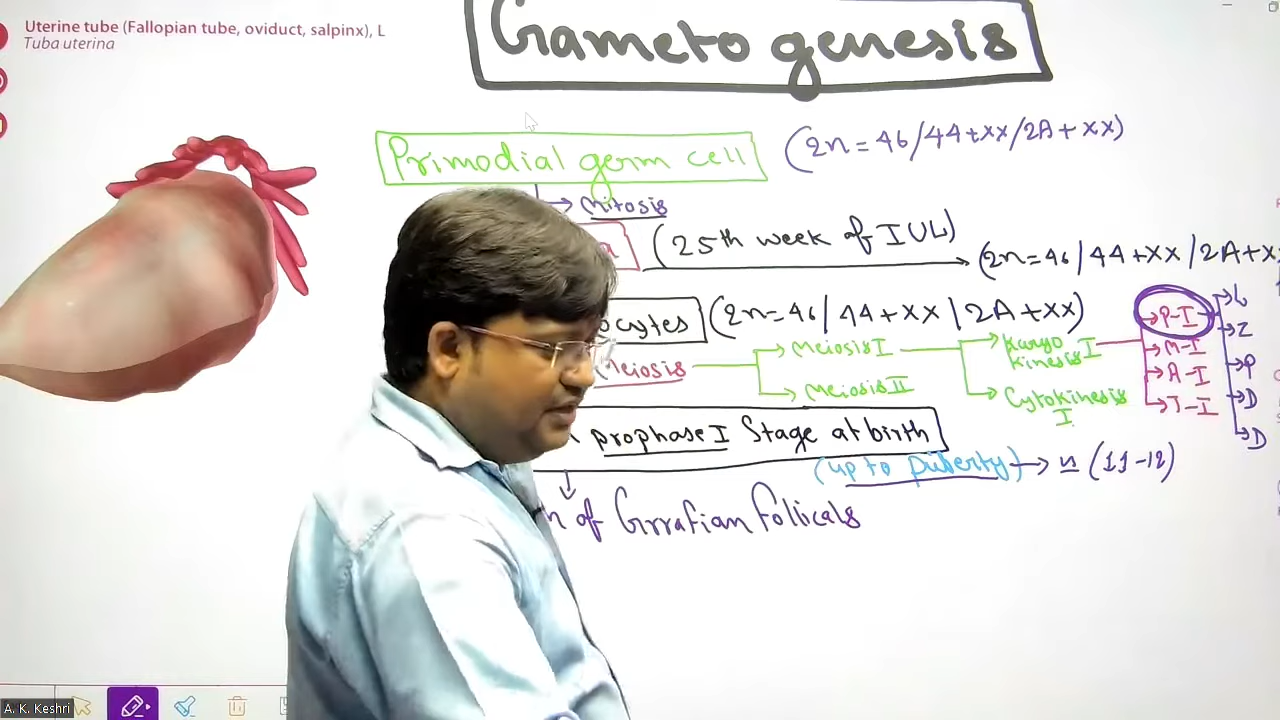 Uterine tube (Fallopian tube, oviduct, salpinx), L
Tuba uterina
Gameto genesis
Primodial germ cell (2n = 46/44+xx/2A+xx)
Mitosis
(25th week of IUL) (2n=46/44+xx/2A+x
ocytes (2n=46/44+xx/2A+xx)
Meiosis
Meiosis I
Meiosis II
Karyo kinesis I
Cytokinesis I
P-I
M-I
A-I
T-I
L
Z
P
D
D
prophase I Stage at birth
(up to puberty) → n (11-12)
of Grrafian follicals
A. K. Keshri